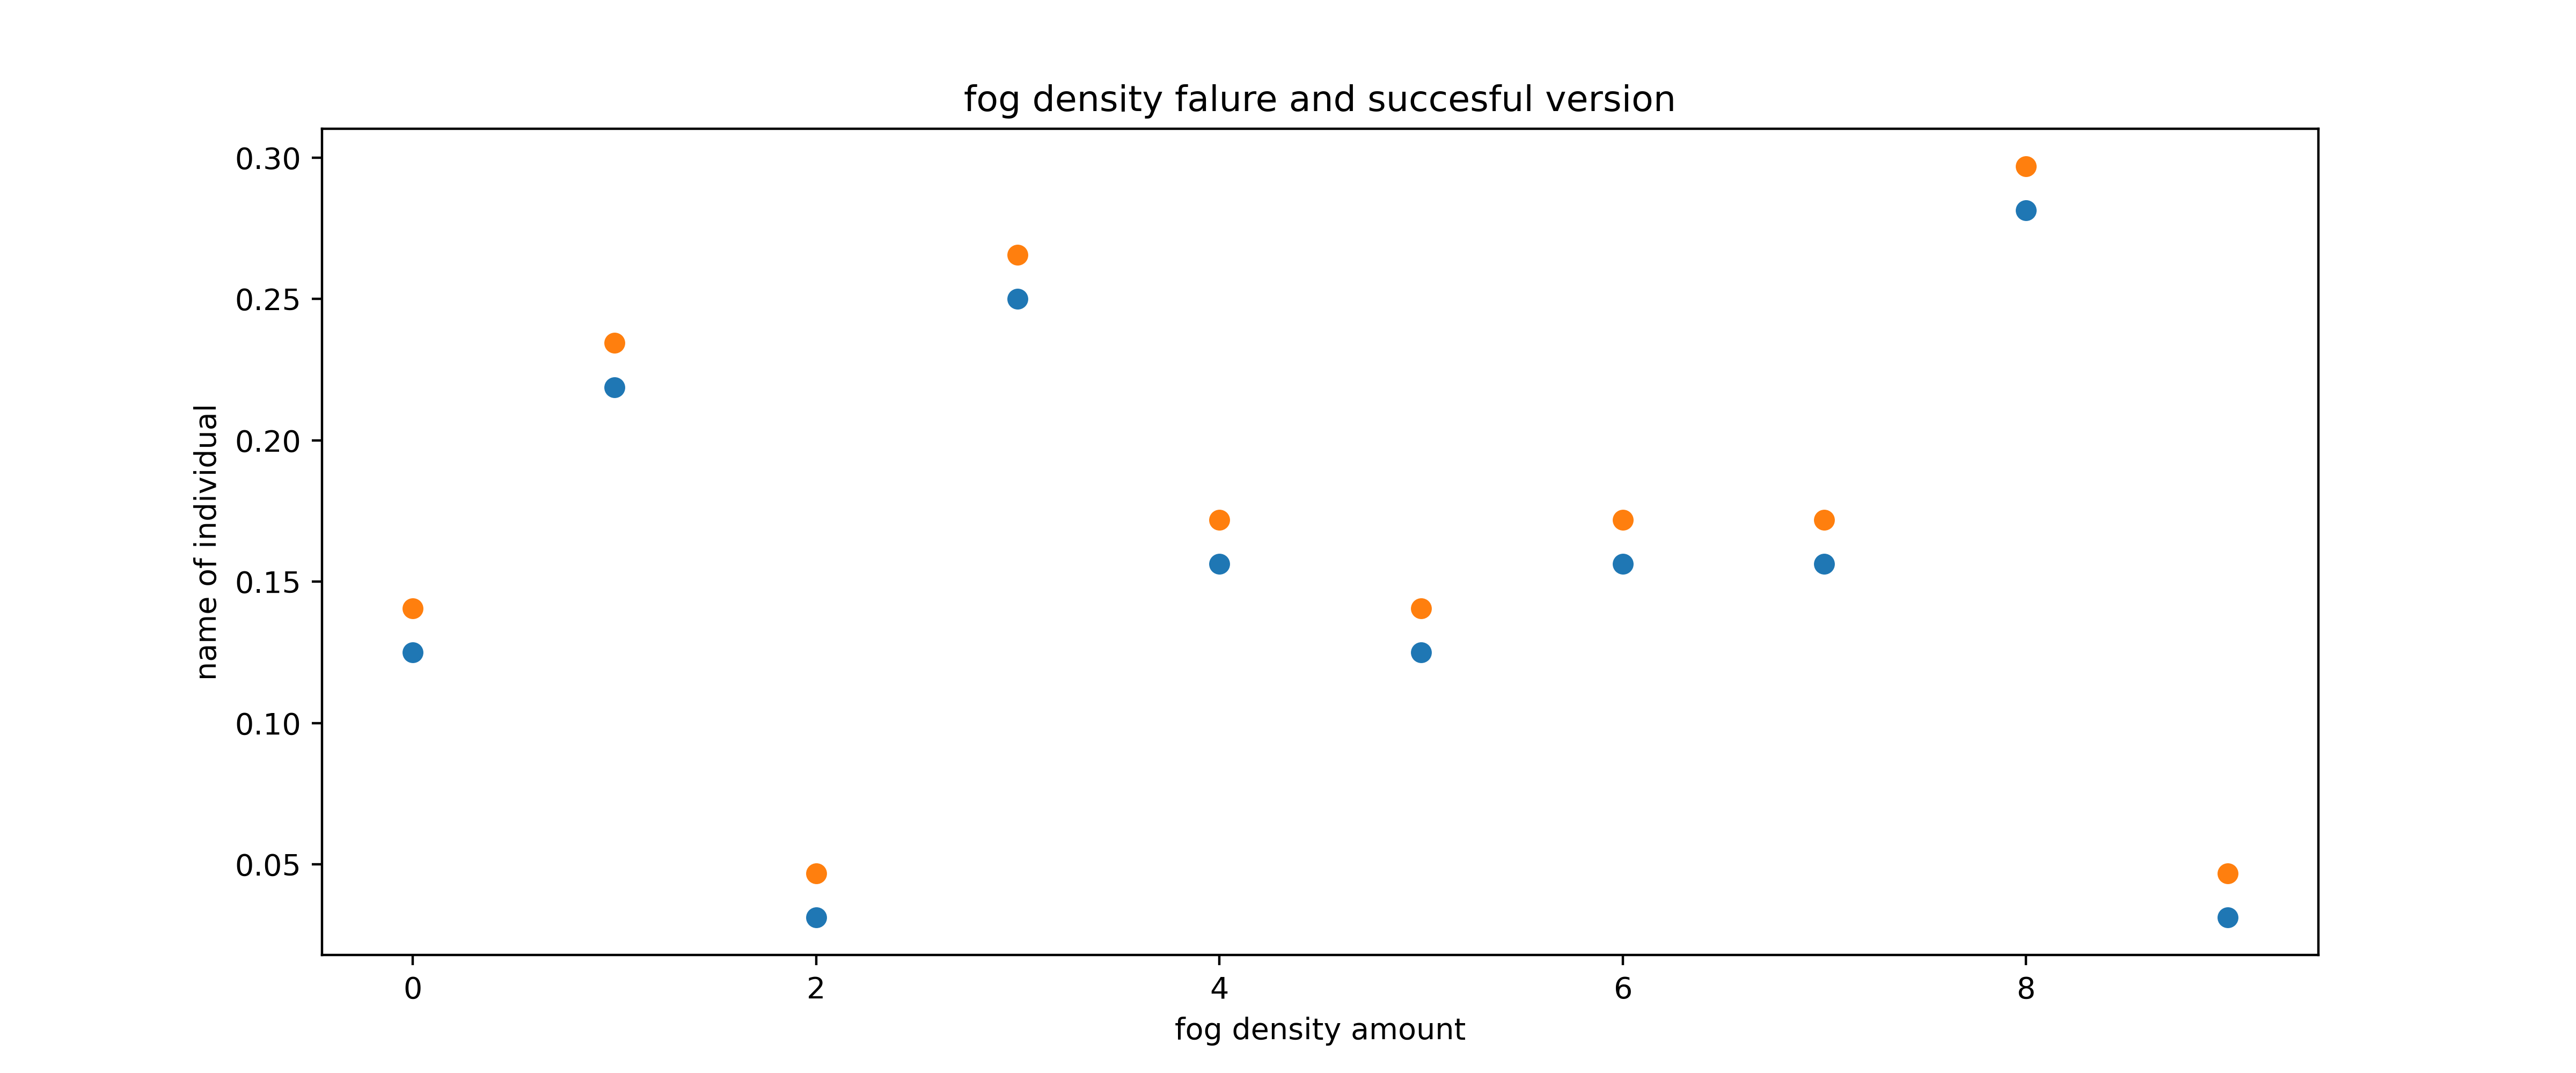 fog density falure and succesful version
0.30
0.25
0.20
0.15
0.10
0.05
name of individual
0 2 4 6 8
fog density amount